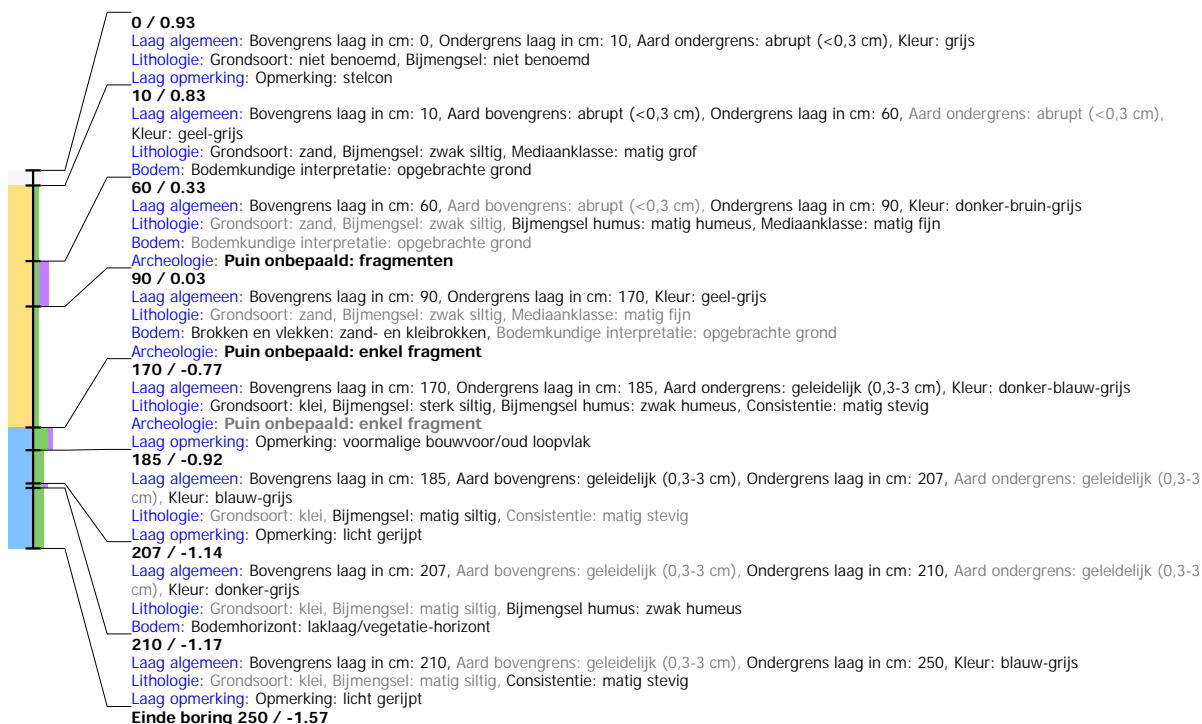 0 / 0.93
Laag algemeen: Bovengrens laag in cm: 0, Ondergrens laag in cm: 10, Aard ondergrens: abrupt (<0,3 cm), Kleur: grijs
Lithologie: Grondsoort: niet benoemd, Bijmengsel: niet benoemd
Laag opmerking: Opmerking: stelcon
10 / 0.83
Laag algemeen: Bovengrens laag in cm: 10, Aard bovengrens: abrupt (<0,3 cm), Ondergrens laag in cm: 60, Aard ondergrens: abrupt (<0,3 cm),
Kleur: geel-grijs
Lithologie: Grondsoort: zand, Bijmengsel: zwak siltig, Mediaanklasse: matig grof
Bodem: Bodemkundige interpretatie: opgebrachte grond
60 / 0.33
Laag algemeen: Bovengrens laag in cm: 60, Aard bovengrens: abrupt (<0,3 cm), Ondergrens laag in cm: 90, Kleur: donker-bruin-grijs
Lithologie: Grondsoort: zand, Bijmengsel: zwak siltig, Bijmengsel humus: matig humeus, Mediaanklasse: matig fijn
Bodem: Bodemkundige interpretatie: opgebrachte grond
Archeologie: Puin onbepaald: fragmenten
90 / 0.03
Laag algemeen: Bovengrens laag in cm: 90, Ondergrens laag in cm: 170, Kleur: geel-grijs
Lithologie: Grondsoort: zand, Bijmengsel: zwak siltig, Mediaanklasse: matig fijn
Bodem: Brokken en vlekken: zand- en kleibrokken, Bodemkundige interpretatie: opgebrachte grond
Archeologie: Puin onbepaald: enkel fragment
170 / -0.77
Laag algemeen: Bovengrens laag in cm: 170, Ondergrens laag in cm: 185, Aard ondergrens: geleidelijk (0,3-3 cm), Kleur: donker-blauw-grijs
Lithologie: Grondsoort: klei, Bijmengsel: sterk siltig, Bijmengsel humus: zwak humeus, Consistentie: matig stevig
Archeologie: Puin onbepaald: enkel fragment
Laag opmerking: Opmerking: voormalige bouwvoor/oud loopvlak
185 / -0.92
Laag algemeen: Bovengrens laag in cm: 185, Aard bovengrens: geleidelijk (0,3-3 cm), Ondergrens laag in cm: 207, Aard ondergrens: geleidelijk (0,3-3
cm), Kleur: blauw-grijs
Lithologie: Grondsoort: klei, Bijmengsel: matig siltig, Consistentie: matig stevig
Laag opmerking: Opmerking: licht gerijpt
207 / -1.14
Laag algemeen: Bovengrens laag in cm: 207, Aard bovengrens: geleidelijk (0,3-3 cm), Ondergrens laag in cm: 210, Aard ondergrens: geleidelijk (0,3-3
cm), Kleur: donker-grijs
Lithologie: Grondsoort: klei, Bijmengsel: matig siltig, Bijmengsel humus: zwak humeus
Bodem: Bodemhorizont: laklaag/vegetatie-horizont
210 / -1.17
Laag algemeen: Bovengrens laag in cm: 210, Aard bovengrens: geleidelijk (0,3-3 cm), Ondergrens laag in cm: 250, Kleur: blauw-grijs
Lithologie: Grondsoort: klei, Bijmengsel: matig siltig, Consistentie: matig stevig
Laag opmerking: Opmerking: licht gerijpt
Einde boring 250 / -1.57